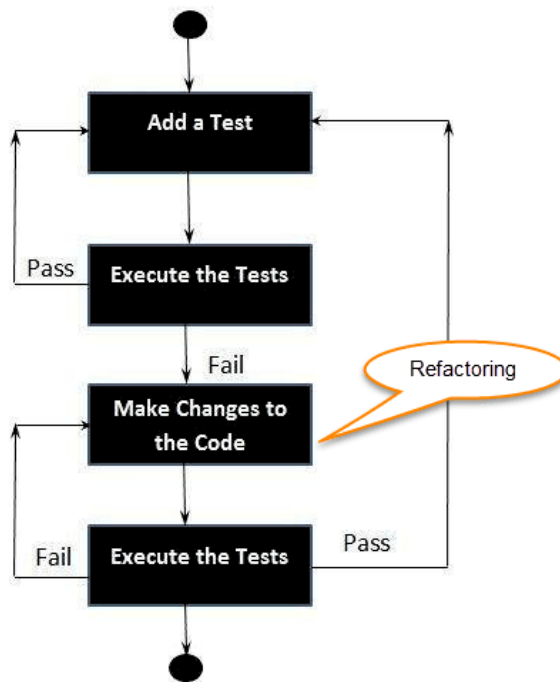 Add a Test
Pass
Execute the Tests
Fail
Refactoring
Make Changes to
the Code
Fail
Execute the Tests
Pass